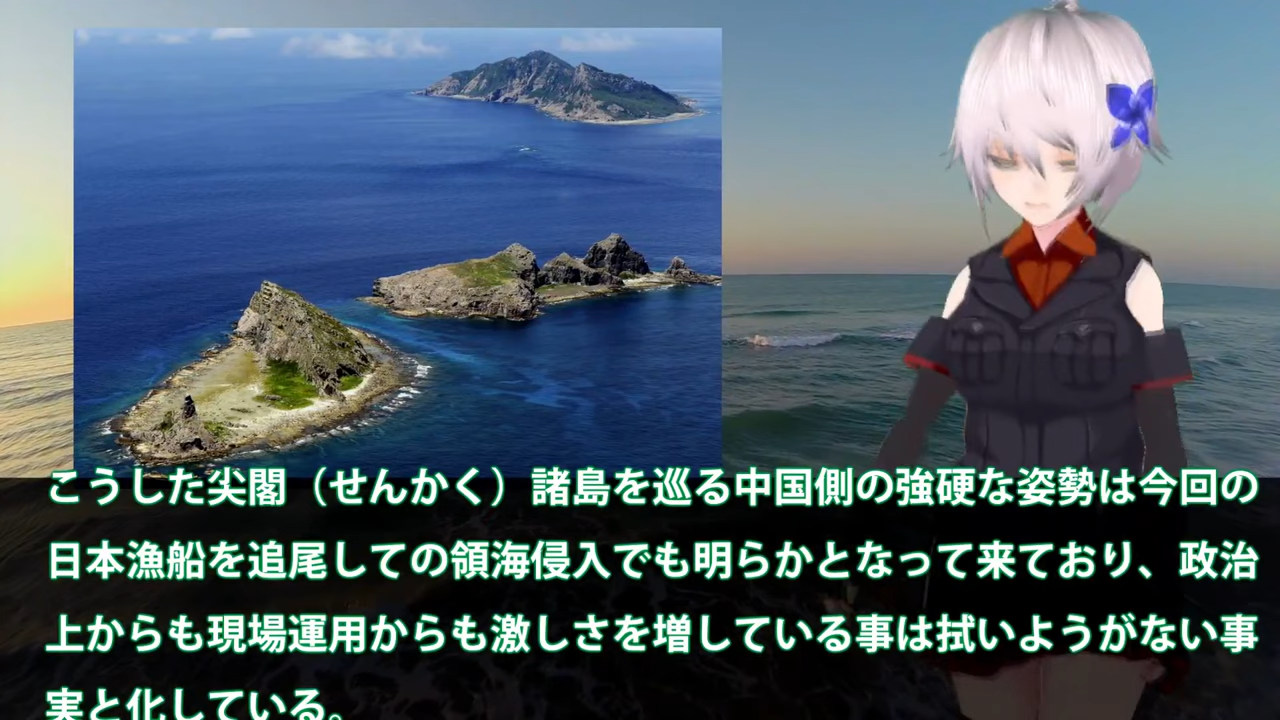 こうした尖閣（せんかく）諸島を巡る中国側の強硬な姿勢は今回の
日本漁船を追尾しての領海侵入でも明らかとなって来ており、政治
上からも現場運用からも激しさを増している事は拭いようがない事
実と化している。